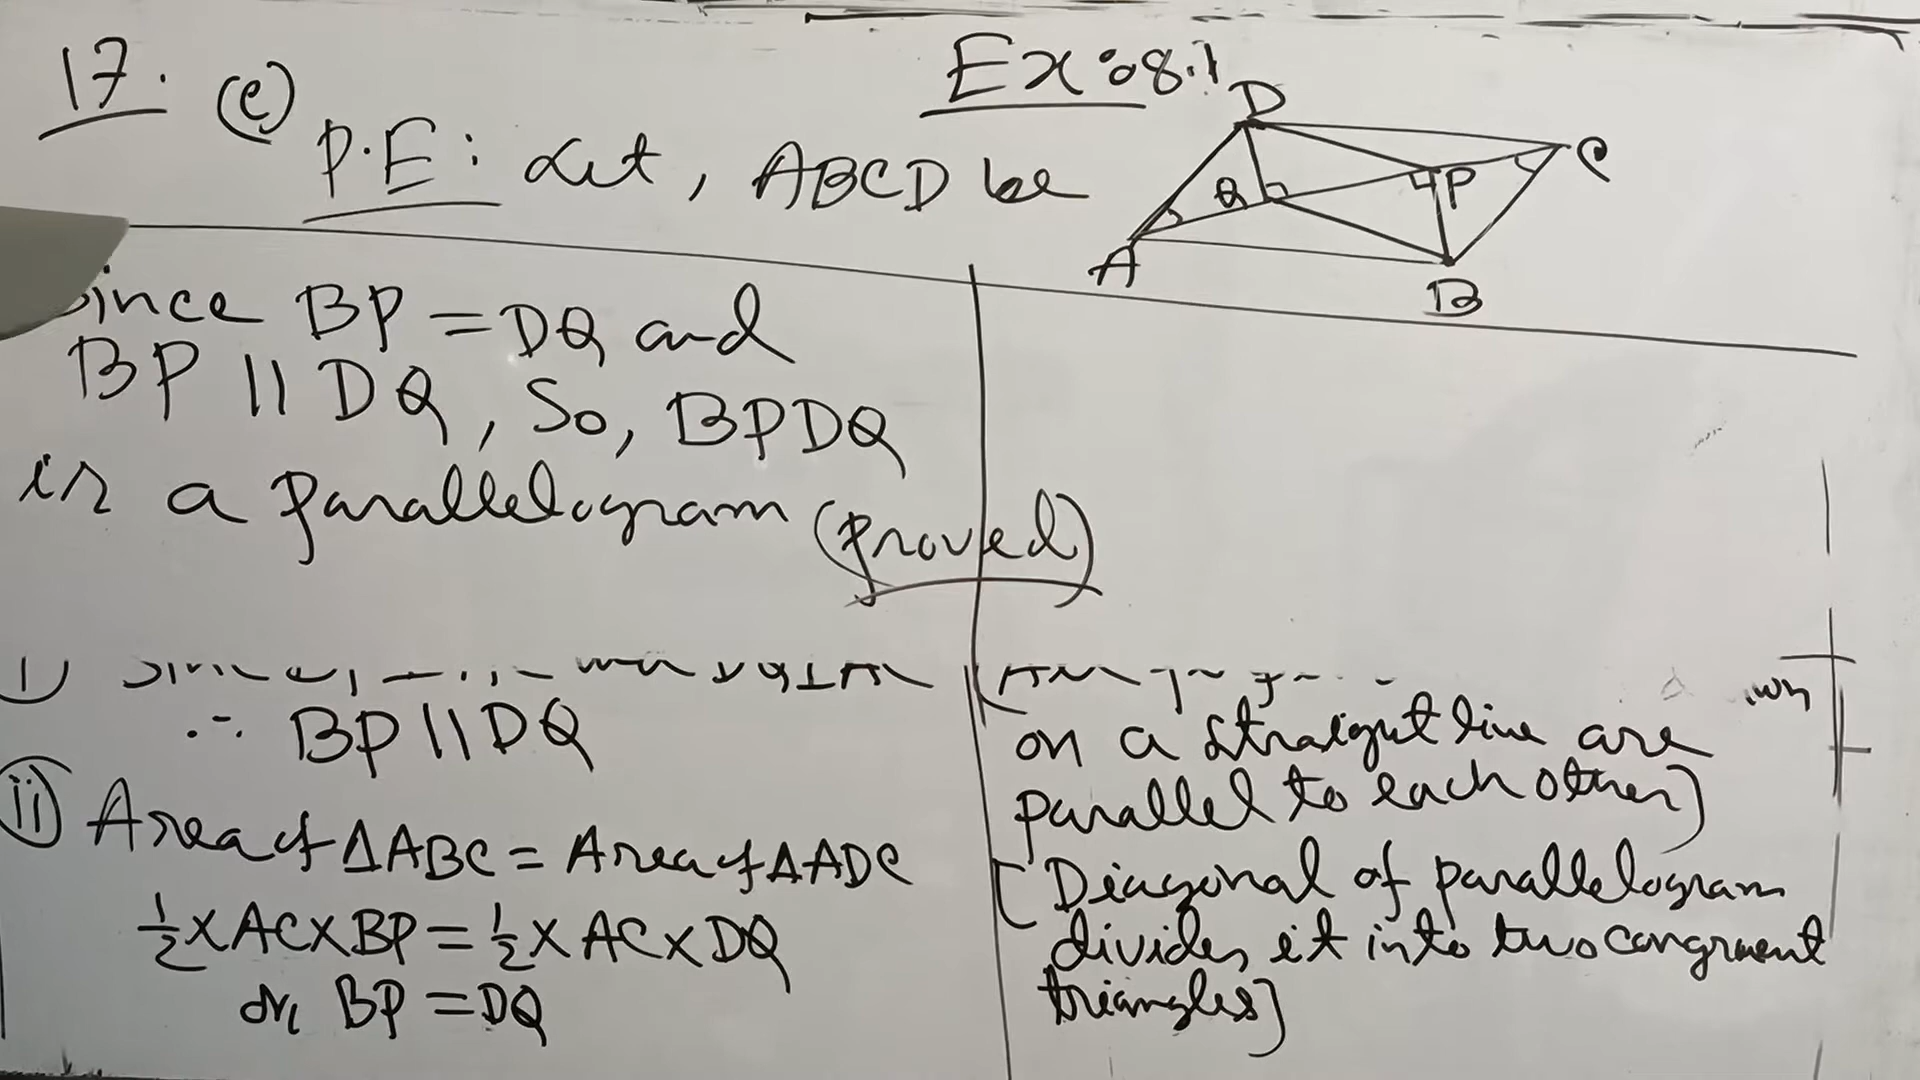 17. (c)
Ex: 8.1
P.E: Let, ABCD be
D
C
Q
P
A
B
Since BP = DQ and
BP || DQ, So, BPDQ
is a parallelogram (proved)
∴ BP || DQ
on a straight line are
parallel to each other]
(ii) Area of ΔABC = Area of ΔADC
[Diagonal of parallelogram
divides it into two congruent
triangles]
½ × AC × BP = ½ × AC × DQ
or BP = DQ